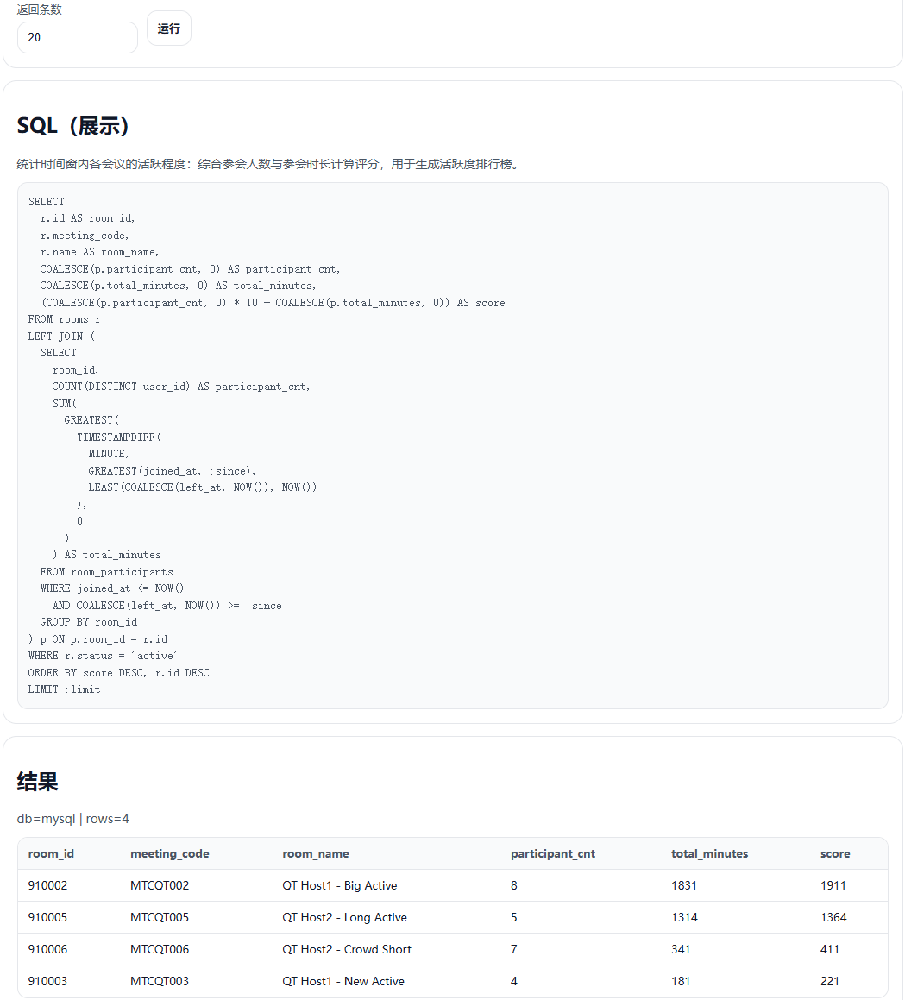 返回条数
20
运行
SQL（展示）
统计时间窗内各会议的活跃程度：综合参会人数与参会时长计算评分，用于生成活跃度排行榜。
SELECT
  r.id AS room_id,
  r.meeting_code,
  r.name AS room_name,
  COALESCE(p.participant_cnt, 0) AS participant_cnt,
  COALESCE(p.total_minutes, 0) AS total_minutes,
  (COALESCE(p.participant_cnt, 0) * 10 + COALESCE(p.total_minutes, 0)) AS score
FROM rooms r
LEFT JOIN (
  SELECT
    room_id,
    COUNT(DISTINCT user_id) AS participant_cnt,
    SUM(
      GREATEST(
        TIMESTAMPDIFF(
          MINUTE,
          GREATEST(joined_at, :since),
          LEAST(COALESCE(left_at, NOW()), NOW())
        ),
        0
      )
    ) AS total_minutes
  FROM room_participants
  WHERE joined_at <= NOW()
    AND COALESCE(left_at, NOW()) >= :since
  GROUP BY room_id
) p ON p.room_id = r.id
WHERE r.status = 'active'
ORDER BY score DESC, r.id DESC
LIMIT :limit
结果
db=mysql | rows=4
room_id meeting_code room_name participant_cnt total_minutes score
910002 MTCQT002 QT Host1 - Big Active 8 1831 1911
910005 MTCQT005 QT Host2 - Long Active 5 1314 1364
910006 MTCQT006 QT Host2 - Crowd Short 7 341 411
910003 MTCQT003 QT Host1 - New Active 4 181 221